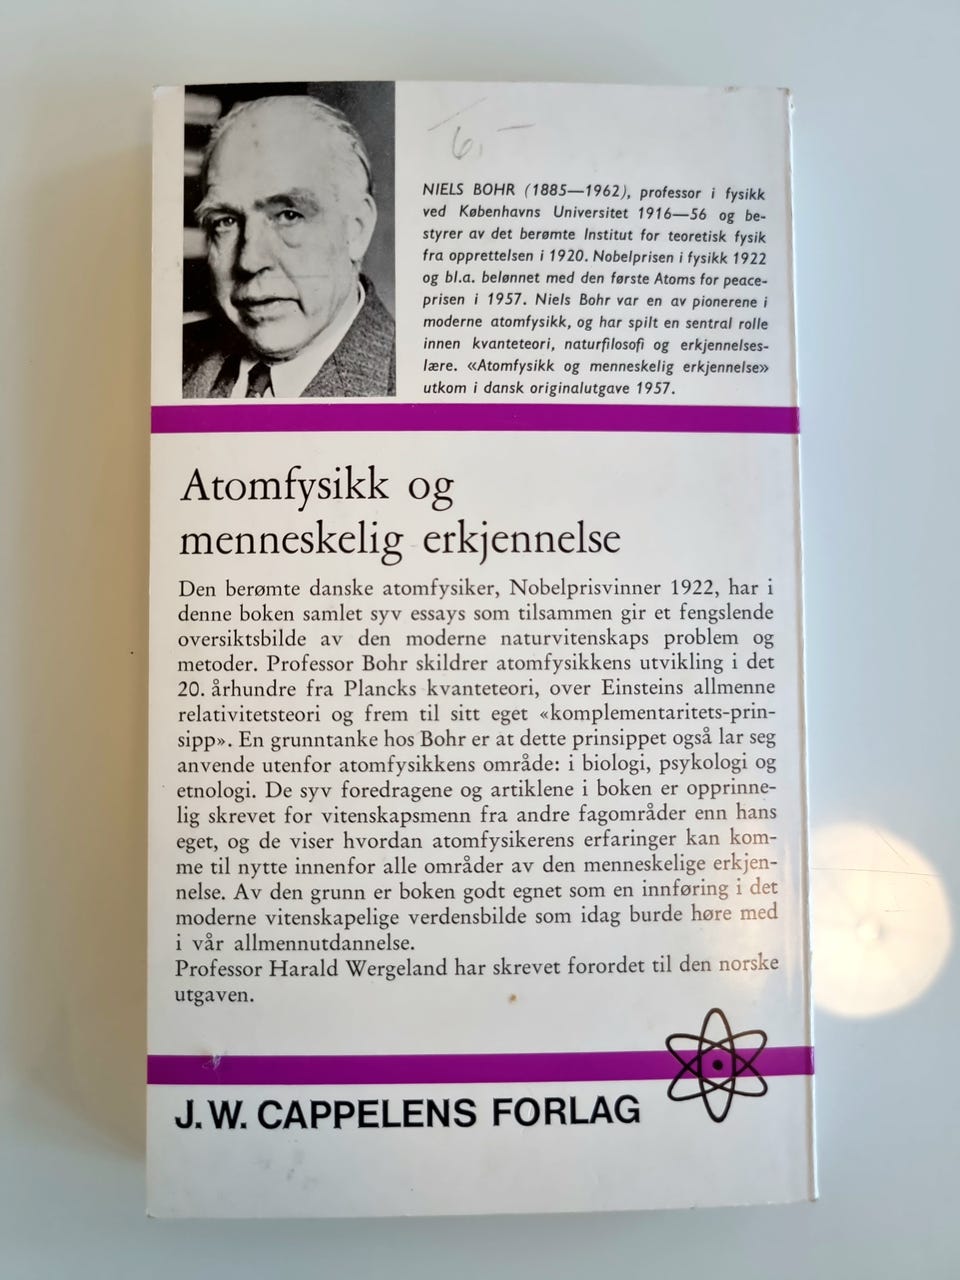 6,-
NIELS BOHR (1885—1962), professor i fysikk
ved Københavns Universitet 1916—56 og be-
styrer av det berømte Institut for teoretisk fysik
fra opprettelsen i 1920. Nobelprisen i fysikk 1922
og bl.a. belønnet med den første Atoms for peace-
prisen i 1957. Niels Bohr var en av pionerene i
moderne atomfysikk, og har spilt en sentral rolle
innen kvanteteori, naturfilosofi og erkjennelses-
lære. «Atomfysikk og menneskelig erkjennelse»
utkom i dansk originalutgave 1957.
Atomfysikk og
menneskelig erkjennelse
Den berømte danske atomfysiker, Nobelprisvinner 1922, har i
denne boken samlet syv essays som tilsammen gir et fengslende
oversiktsbilde av den moderne naturvitenskaps problem og
metoder. Professor Bohr skildrer atomfysikkens utvikling i det
20. århundre fra Plancks kvanteteori, over Einsteins allmenne
relativitetsteori og frem til sitt eget «komplementaritets-prin-
sipp». En grunntanke hos Bohr er at dette prinsippet også lar seg
anvende utenfor atomfysikkens område: i biologi, psykologi og
etnologi. De syv foredragene og artiklene i boken er opprinne-
lig skrevet for vitenskapsmenn fra andre fagområder enn hans
eget, og de viser hvordan atomfysikerens erfaringer kan kom-
me til nytte innenfor alle områder av den menneskelige erkjen-
nelse. Av den grunn er boken godt egnet som en innføring i det
moderne vitenskapelige verdensbilde som idag burde høre med
i vår allmennutdannelse.
Professor Harald Wergeland har skrevet forordet til den norske
utgaven.
J. W. CAPPELENS FORLAG